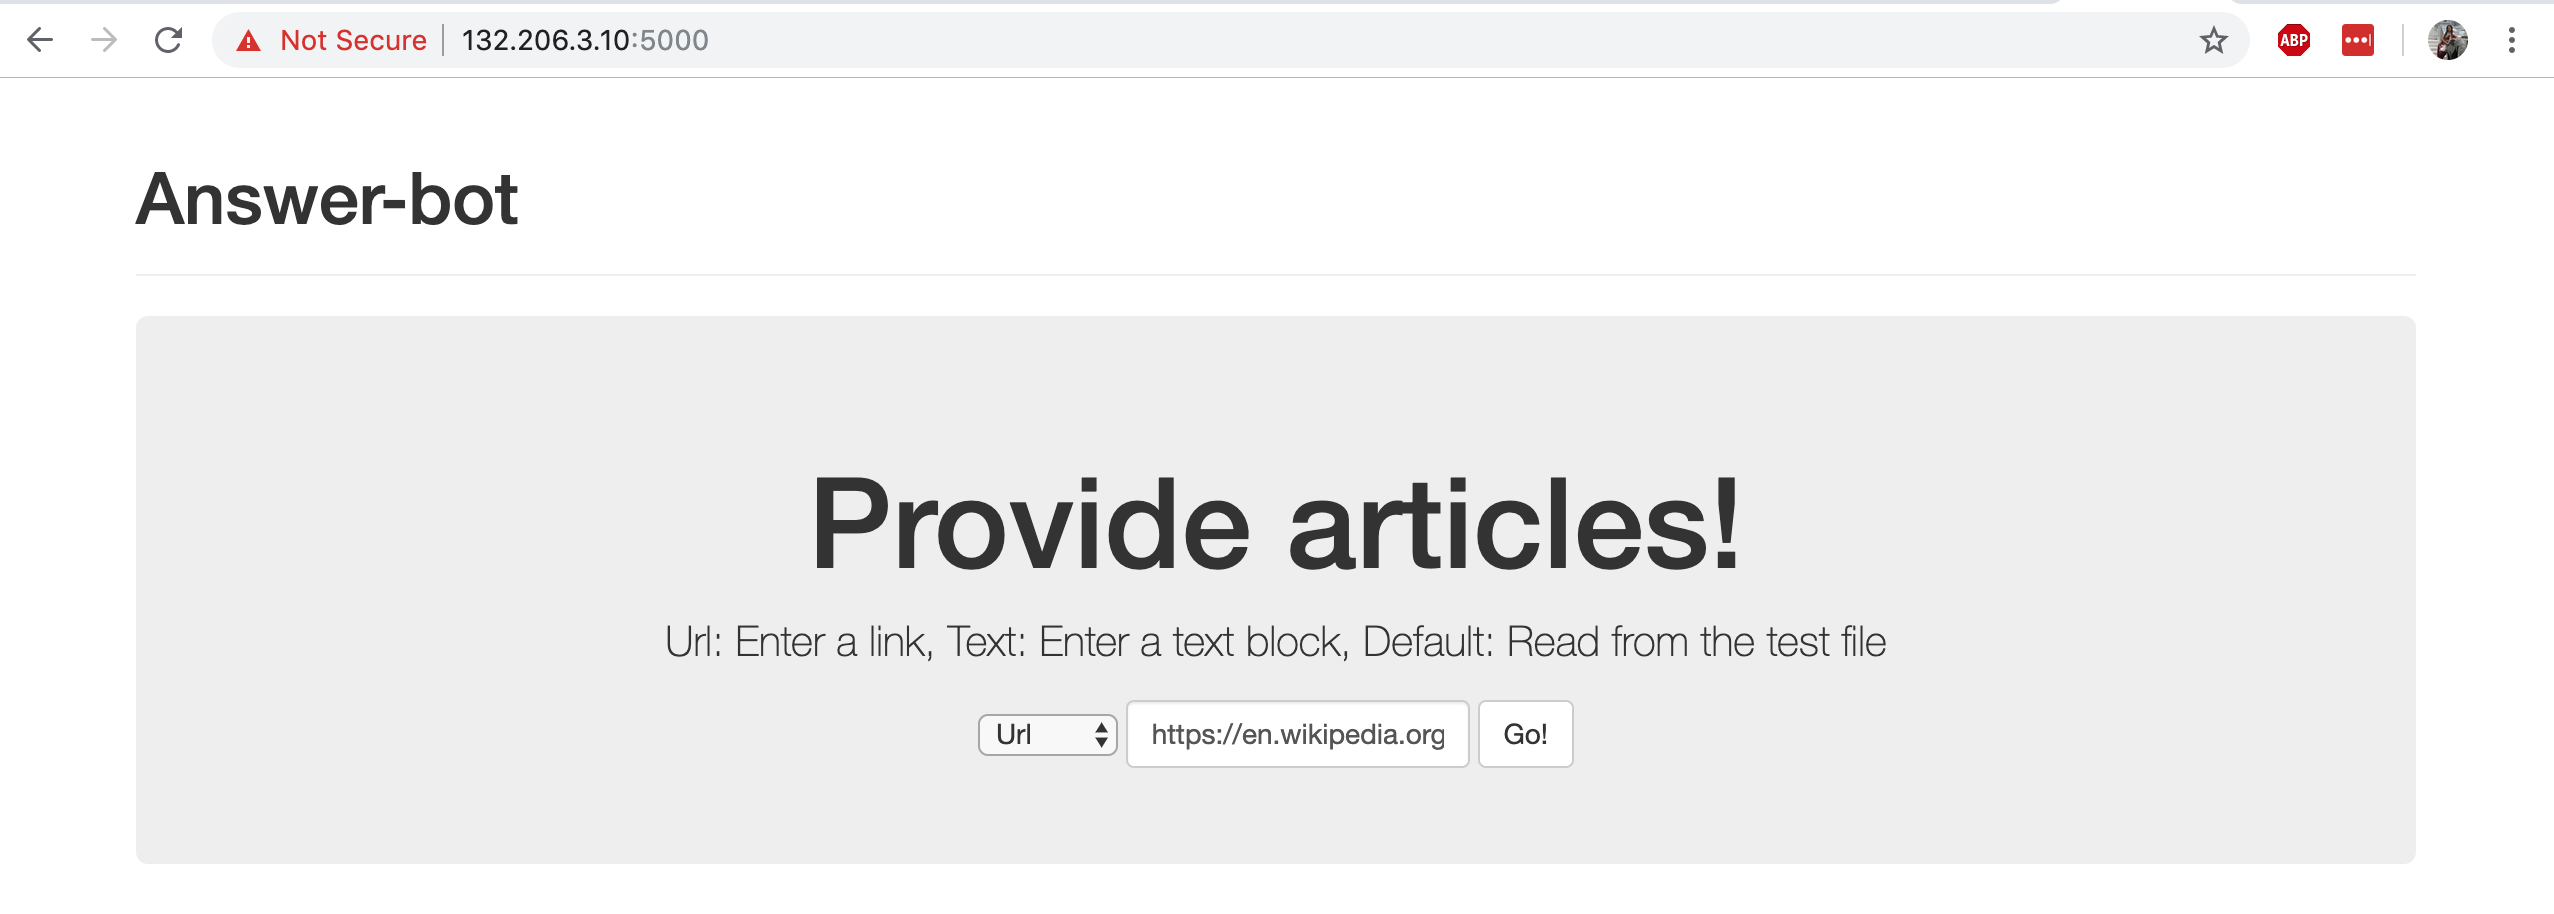 Not Secure 132.206.3.10:5000
ABP
Answer-bot
Provide articles!
Url: Enter a link, Text: Enter a text block, Default: Read from the test file
Url https://en.wikipedia.org Go!